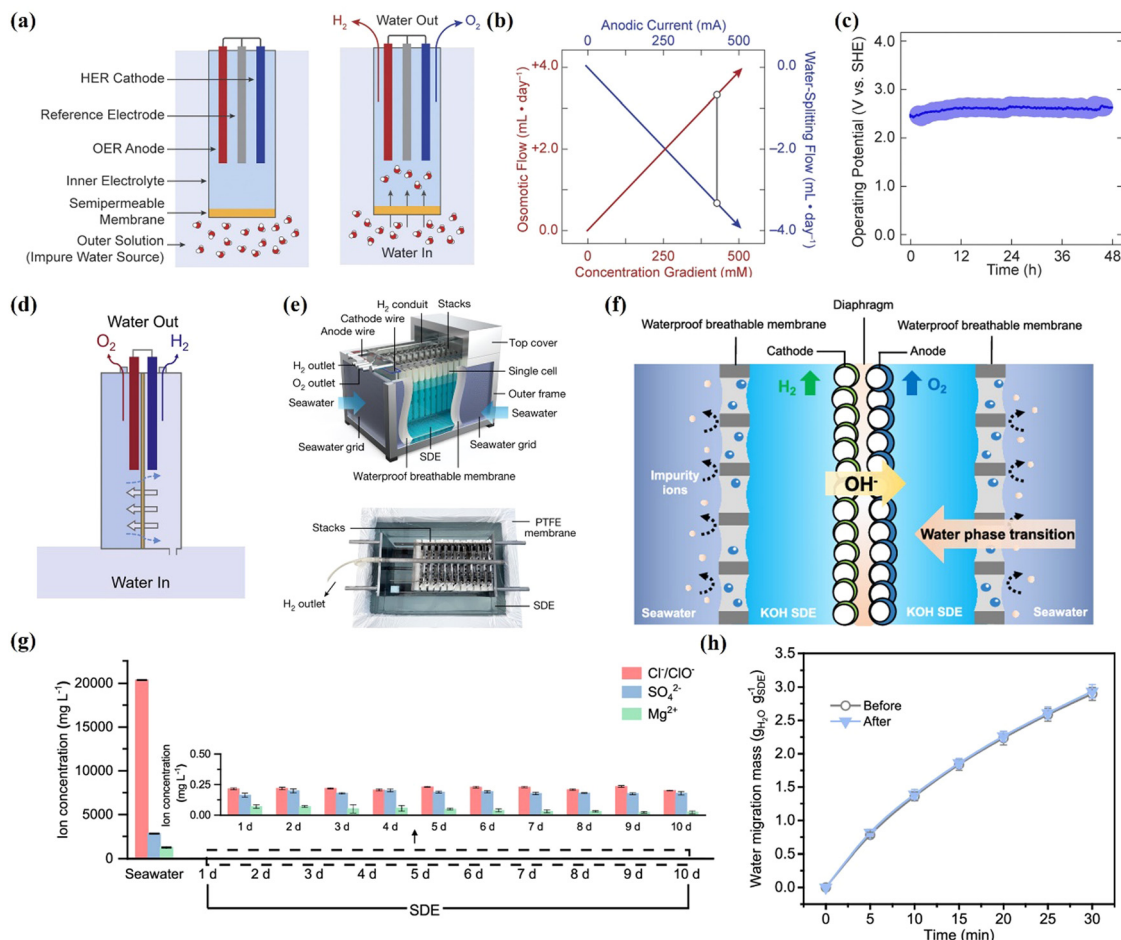 (a)
H2
Water Out
O2
HER Cathode
Reference Electrode
OER Anode
Inner Electrolyte
Semipermeable
Membrane
Outer Solution
(Impure Water Source)
Water In
(b)
Anodic Current (mA)
0
250
500
+4.0
+2.0
0.0
Osomotic Flow (mL • day⁻¹)
0.0
−1.0
−2.0
−3.0
−4.0
Water-Splitting Flow (mL • day⁻¹)
0
250
500
Concentration Gradient (mM)
(c)
Operating Potential (V vs. SHE)
4.0
3.2
2.4
1.6
0.8
0.0
0
12
24
36
48
Time (h)
(d)
Water Out
O2
H2
Water In
(e)
H2 conduit
Stacks
Cathode wire
Anode wire
Top cover
H2 outlet
Single cell
O2 outlet
Outer frame
Seawater
Seawater
Seawater grid
SDE
Seawater grid
Waterproof breathable membrane
Stacks
PTFE
membrane
H2 outlet
SDE
(f)
Diaphragm
Waterproof breathable membrane
Waterproof breathable membrane
Cathode
Anode
H2
O2
Impurity
ions
OH⁻
Water phase transition
Seawater
KOH SDE
KOH SDE
Seawater
(g)
Ion concentration (mg L⁻¹)
20000
15000
10000
5000
0
Cl⁻/ClO⁻
SO4²⁻
Mg²⁺
Ion concentration
(mg L⁻¹)
0.50
0.25
0.00
1 d 2 d 3 d 4 d 5 d 6 d 7 d 8 d 9 d 10 d
Seawater 1 d 2 d 3 d 4 d 5 d 6 d 7 d 8 d 9 d 10 d
SDE
(h)
Water migration mass (gH2O g⁻¹SDE)
3.5
3.0
2.5
2.0
1.5
1.0
0.5
0.0
Before
After
0 5 10 15 20 25 30
Time (min)